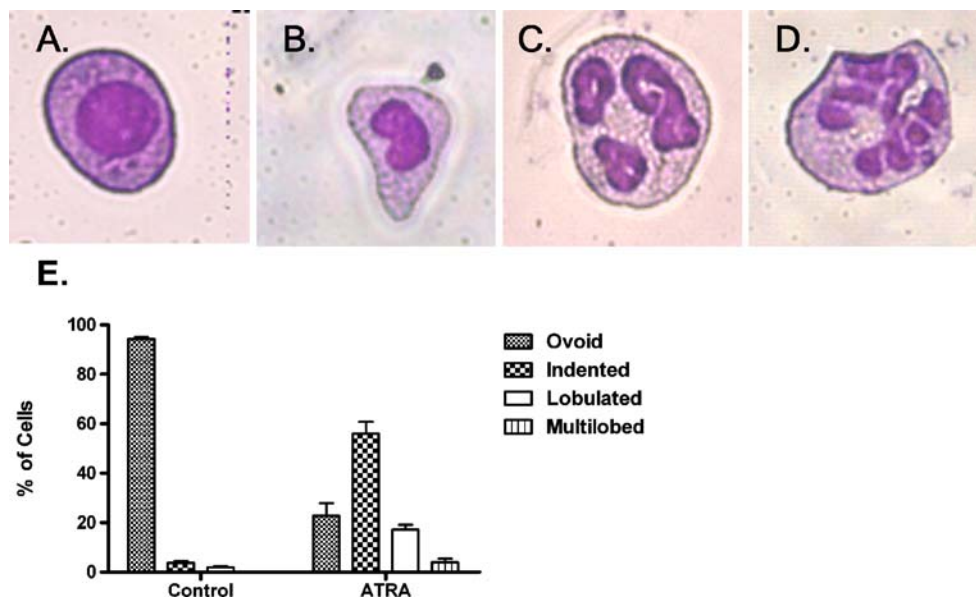 A.
B.
C.
D.
E.
100
80
60
40
20
0
% of Cells
Control
ATRA
Ovoid
Indented
Lobulated
Multilobed